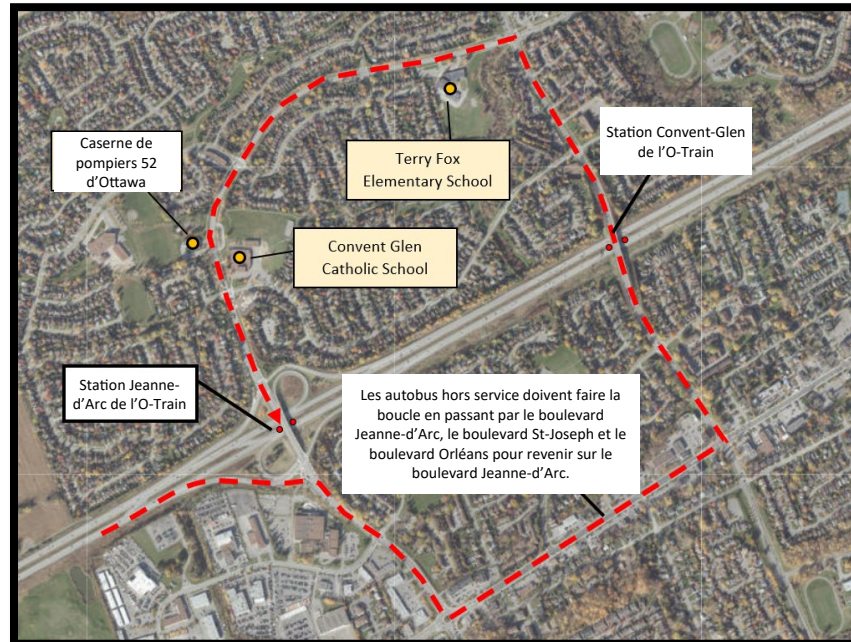 Caserne de
pompiers 52
d'Ottawa
Terry Fox
Elementary School
Station Convent-Glen
de l'O-Train
Convent Glen
Catholic School
Station Jeanne-
d'Arc de l'O-Train
Les autobus hors service doivent faire la
boucle en passant par le boulevard
Jeanne-d'Arc, le boulevard St-Joseph et le
boulevard Orléans pour revenir sur le
boulevard Jeanne-d'Arc.